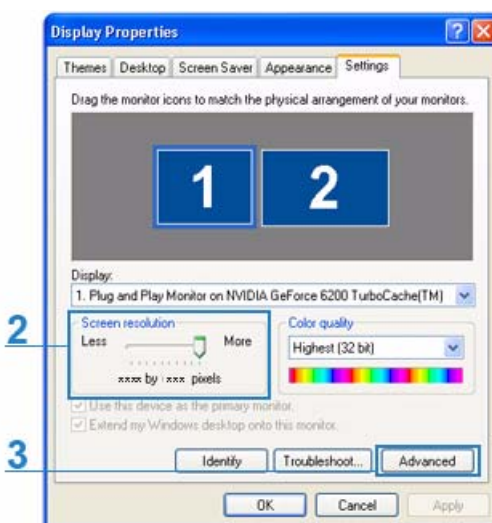 Display Properties
Themes Desktop Screen Saver Appearance Settings
Drag the monitor icons to match the physical arrangement of your monitors.
1 2
Display:
1. Plug and Play Monitor on NVIDIA GeForce 6200 TurboCache(TM)
2
Screen resolution
Less More
xxxx by xxx pixels
Color quality
Highest (32 bit)
Use this device as the primary monitor.
Extend my Windows desktop onto this monitor.
3
Identify Troubleshoot... Advanced
OK Cancel Apply